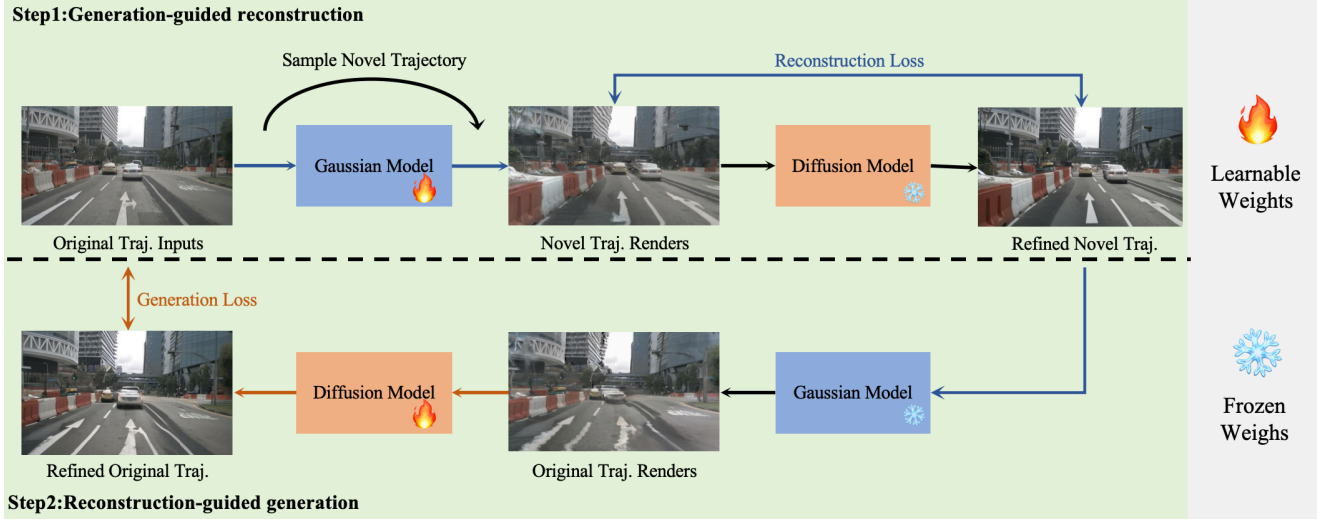 Step1:Generation-guided reconstruction
Sample Novel Trajectory
Reconstruction Loss
Gaussian Model
Diffusion Model
Learnable
Weights
Original Traj. Inputs
Novel Traj. Renders
Refined Novel Traj.
Generation Loss
Diffusion Model
Gaussian Model
Frozen
Weighs
Refined Original Traj.
Original Traj. Renders
Step2:Reconstruction-guided generation